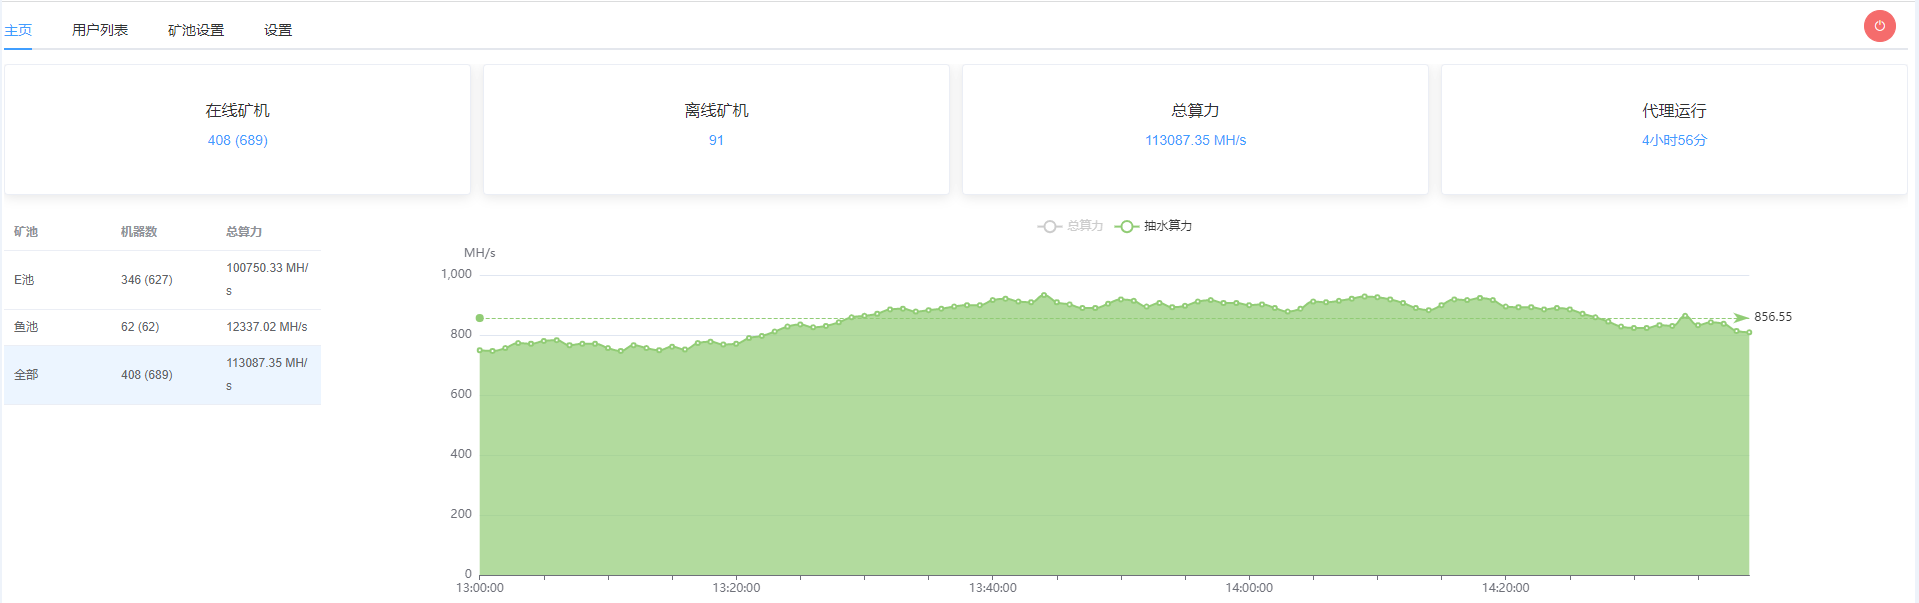 主页 用户列表 矿池设置 设置
在线矿机 离线矿机 总算力 代理运行
408 (689) 91 113087.35 MH/s 4小时56分
矿池 机器数 总算力
E池 346 (627) 100750.33 MH/
s
鱼池 62 (62) 12337.02 MH/s
全部 408 (689) 113087.35 MH/
s
总算力 抽水算力
MH/s
1,000
856.55
800
600
400
200
0
13:00:00 13:20:00 13:40:00 14:00:00 14:20:00